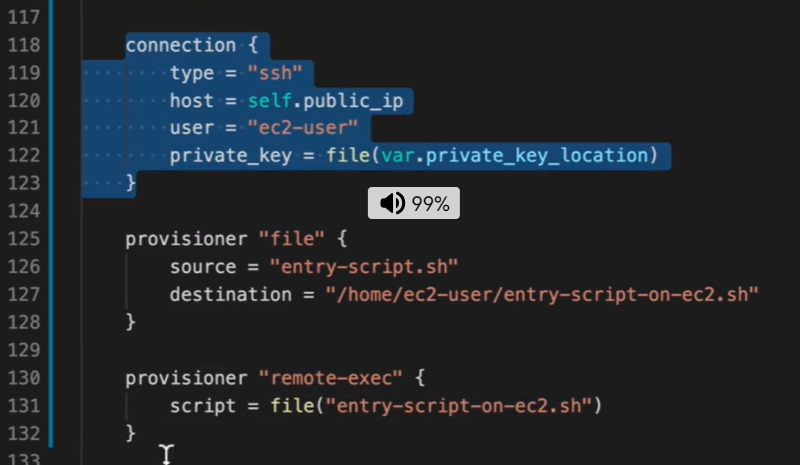 117
118 connection {
119 type = "ssh"
120 host = self.public_ip
121 user = "ec2-user"
122 private_key = file(var.private_key_location)
123 }
99%
124
125 provisioner "file" {
126 source = "entry-script.sh"
127 destination = "/home/ec2-user/entry-script-on-ec2.sh"
128 }
129
130 provisioner "remote-exec" {
131 script = file("entry-script-on-ec2.sh")
132 }
133